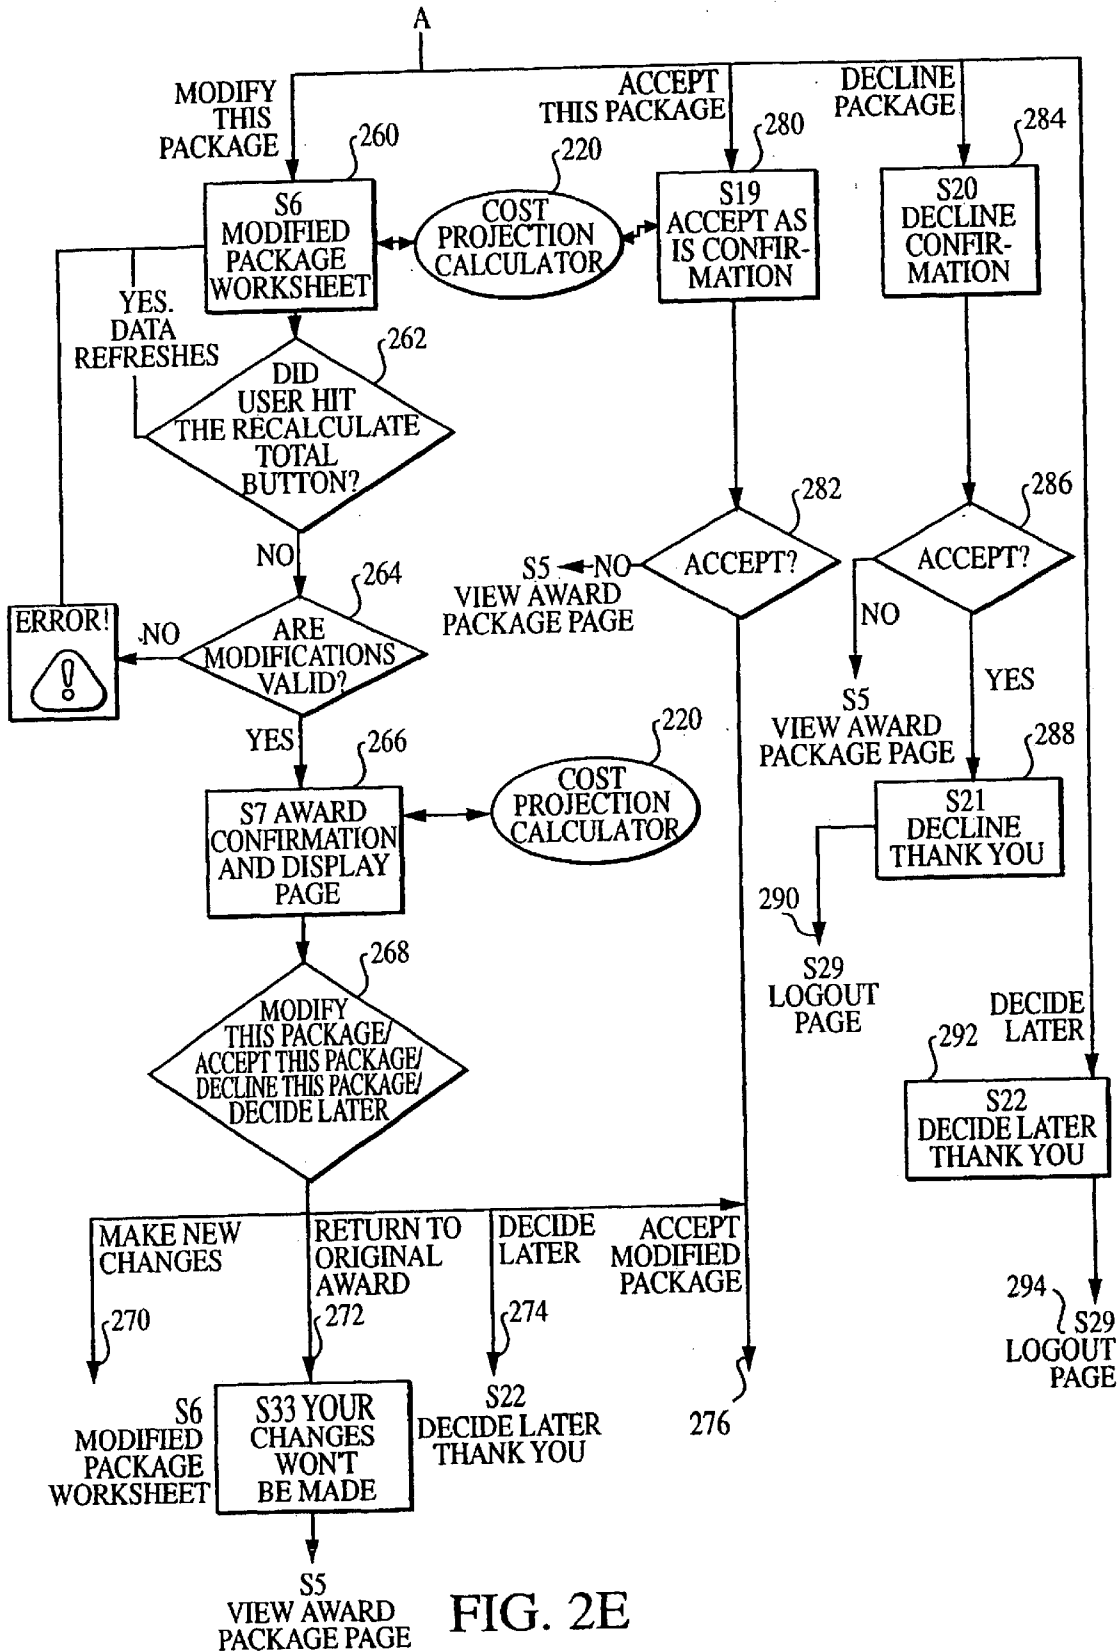 A
MODIFY
THIS
PACKAGE
260
220
ACCEPT
THIS PACKAGE
280
DECLINE
PACKAGE
284
S6
MODIFIED
PACKAGE
WORKSHEET
COST
PROJECTION
CALCULATOR
S19
ACCEPT AS
IS CONFIR-
MATION
S20
DECLINE
CONFIR-
MATION
YES.
DATA
REFRESHES
262
DID
USER HIT
THE RECALCULATE
TOTAL
BUTTON?
282
ACCEPT?
286
ACCEPT?
NO
NO
S5
VIEW AWARD
PACKAGE PAGE
NO
S5
VIEW AWARD
PACKAGE PAGE
YES
264
ARE
MODIFICATIONS
VALID?
NO
ERROR!
!
YES
266
220
S7 AWARD
CONFIRMATION
AND DISPLAY
PAGE
COST
PROJECTION
CALCULATOR
288
S21
DECLINE
THANK YOU
290
S29
LOGOUT
PAGE
268
MODIFY
THIS PACKAGE/
ACCEPT THIS PACKAGE/
DECLINE THIS PACKAGE/
DECIDE LATER
DECIDE
LATER
292
S22
DECIDE LATER
THANK YOU
MAKE NEW
CHANGES
RETURN TO
ORIGINAL
AWARD
DECIDE
LATER
ACCEPT
MODIFIED
PACKAGE
270
272
274
276
294
S29
LOGOUT
PAGE
S6
MODIFIED
PACKAGE
WORKSHEET
S33 YOUR
CHANGES
WON'T
BE MADE
S22
DECIDE LATER
THANK YOU
S5
VIEW AWARD
PACKAGE PAGE
FIG. 2E